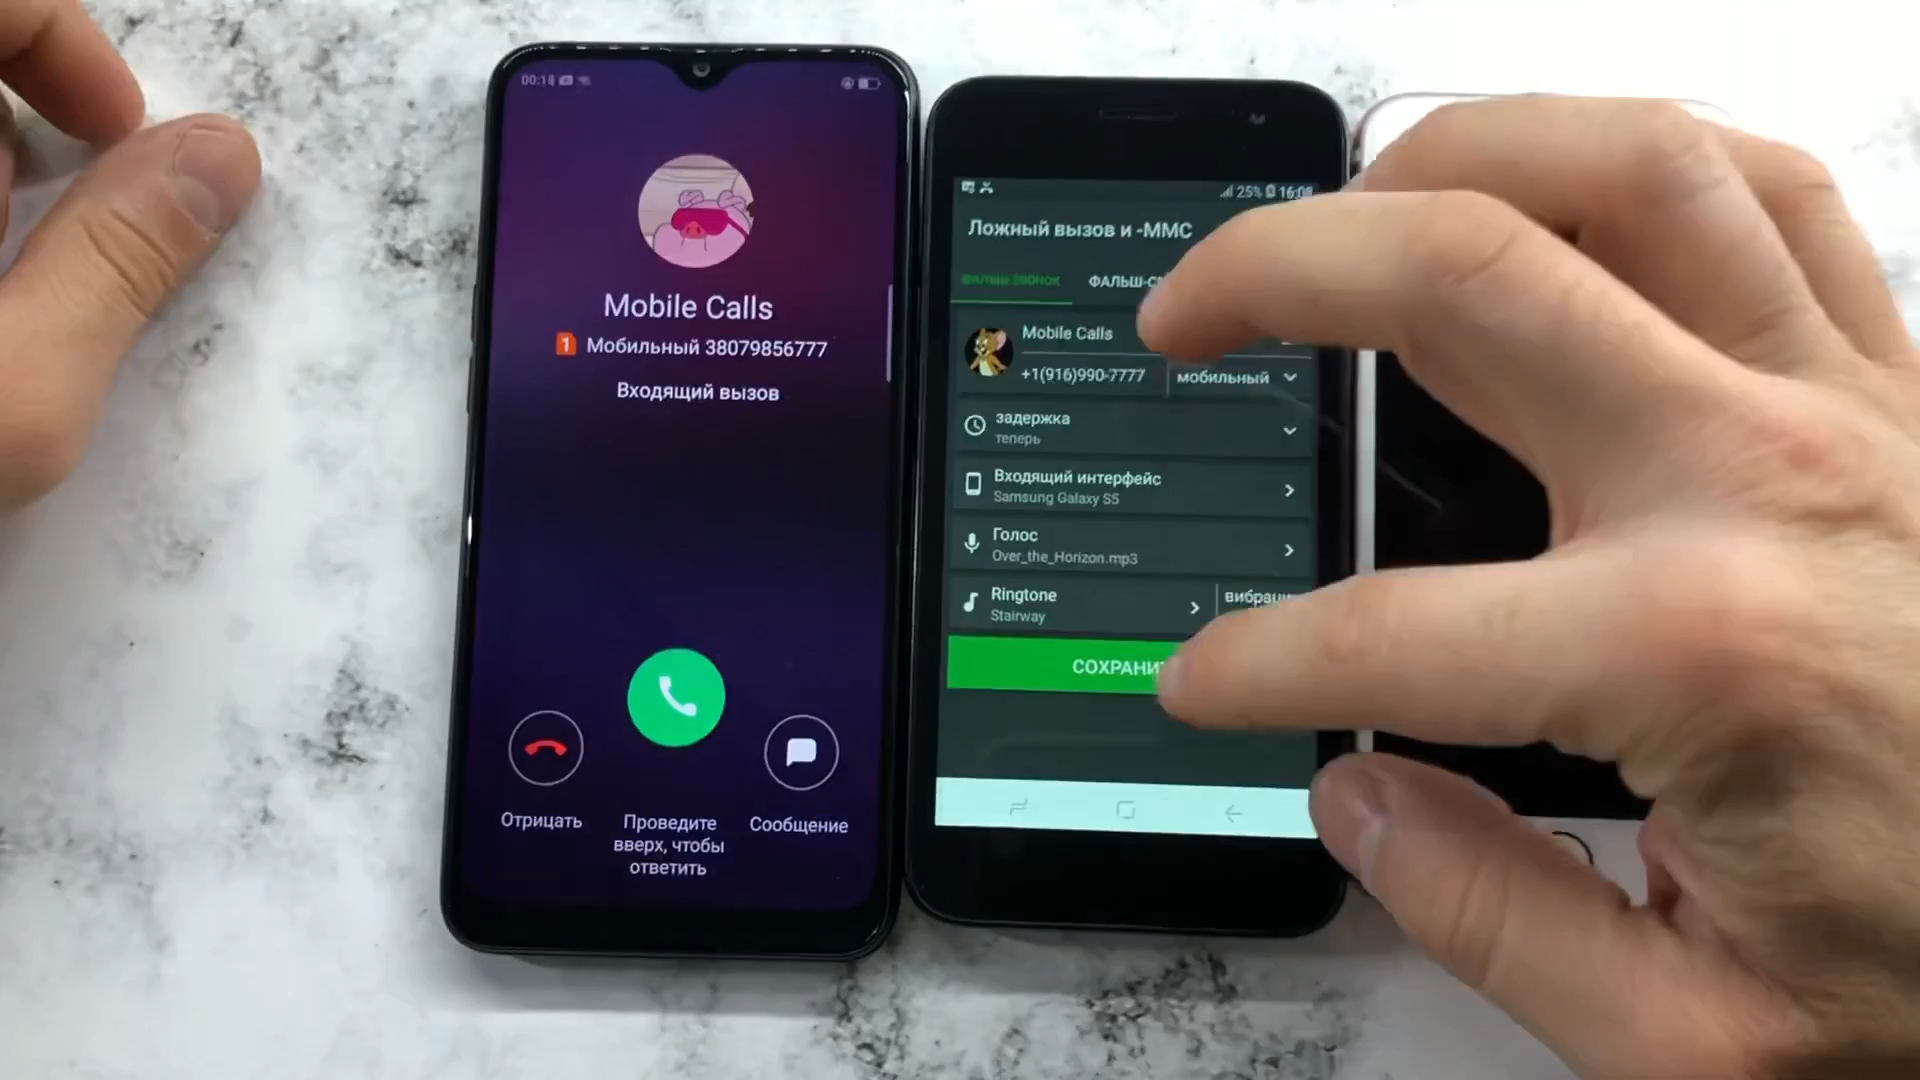 00:18
Mobile Calls
1 Мобильный 38079856777
Входящий вызов
Отрицать
Проведите
вверх, чтобы
ответить
Сообщение
25% 16:08
Ложный вызов и -ММС
ФАЛЬШ-ЗВОНОК
Mobile Calls
+1(916)990-7777
мобильный
задержка
теперь
Входящий интерфейс
Samsung Galaxy S5
Голос
Over_the_Horizon.mp3
Ringtone
Stairway